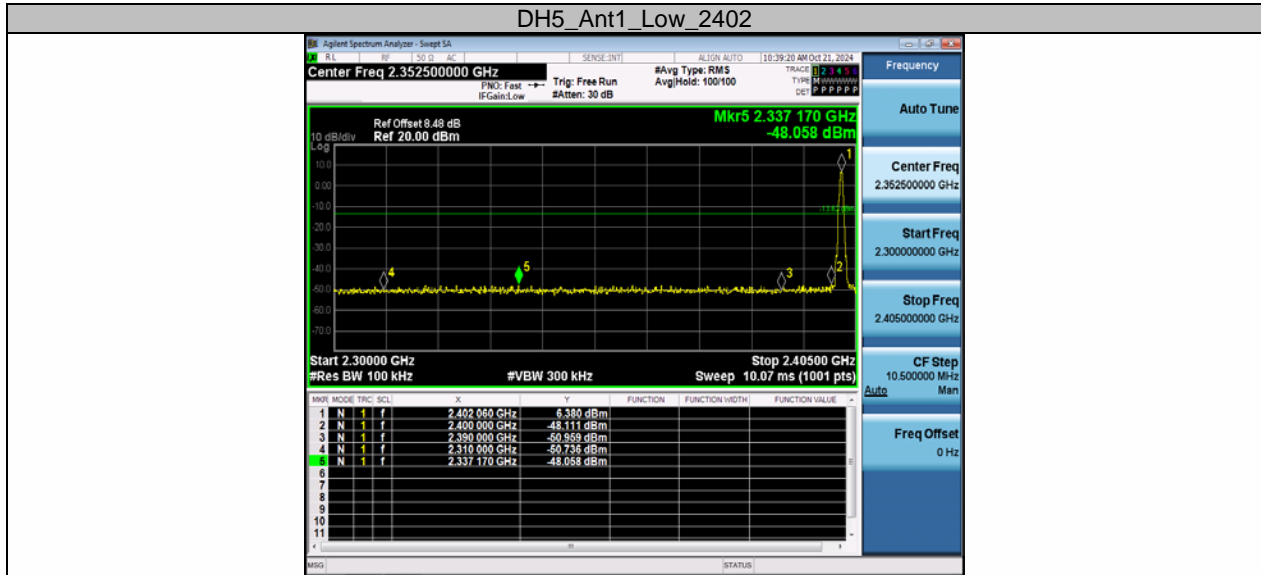 DH5_Ant1_Low_2402
Agilent Spectrum Analyzer - Swept SA
RL RF 50 Ω AC SENSE:INT ALIGN AUTO 10:39:20 AM Oct 21, 2024
Center Freq 2.352500000 GHz
PNO: Fast
IFGain:Low
Trig: Free Run
#Atten: 30 dB
#Avg Type: RMS
Avg|Hold: 100/100
TRACE 1 2 3 4 5 6
TYPE M WWWWW
DET P P P P P P
Frequency
Auto Tune
Center Freq
2.352500000 GHz
Start Freq
2.300000000 GHz
Stop Freq
2.405000000 GHz
CF Step
10.500000 MHz
Auto Man
Freq Offset
0 Hz
Mkr5 2.337 170 GHz
-48.058 dBm
Ref Offset 8.48 dB
10 dB/div Ref 20.00 dBm
Log
10.0
0.00
-10.0
-20.0
-30.0
-40.0
-50.0
-60.0
-70.0
1
2
3
4
5
Start 2.30000 GHz Stop 2.40500 GHz
#Res BW 100 kHz #VBW 300 kHz Sweep 10.07 ms (1001 pts)
MKR MODE TRC SCL X Y FUNCTION FUNCTION WIDTH FUNCTION VALUE
1 N 1 f 2.402 060 GHz 6.380 dBm
2 N 1 f 2.400 000 GHz -48.111 dBm
3 N 1 f 2.390 000 GHz -50.959 dBm
4 N 1 f 2.310 000 GHz -50.736 dBm
5 N 1 f 2.337 170 GHz -48.058 dBm
6
7
8
9
10
11
MSG STATUS